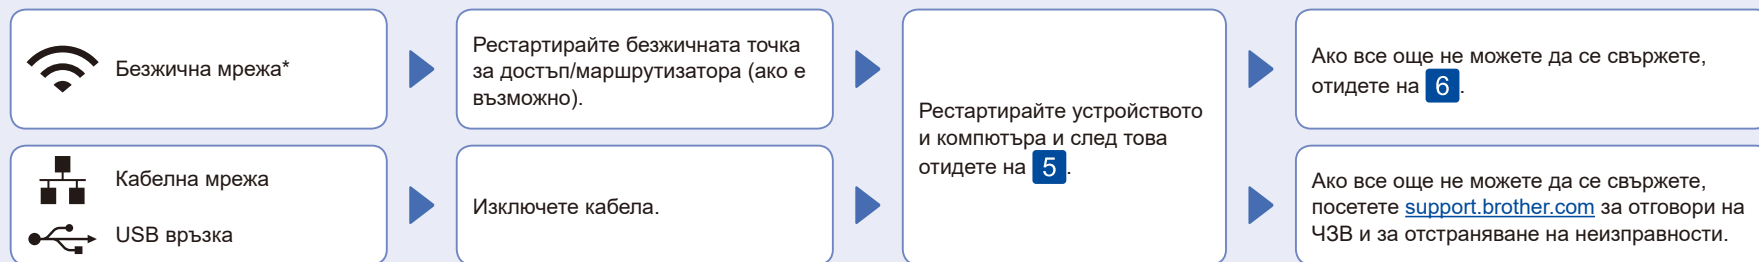 Безжична мрежа*
Рестартирайте безжичната точка
за достъп/маршрутизатора (ако е
възможно).
Кабелна мрежа
USB връзка
Изключете кабела.
Рестартирайте устройството
и компютъра и след това
отидете на 5.
Ако все още не можете да се свържете,
отидете на 6.
Ако все още не можете да се свържете,
посетете support.brother.com за отговори на
ЧЗВ и за отстраняване на неизправности.